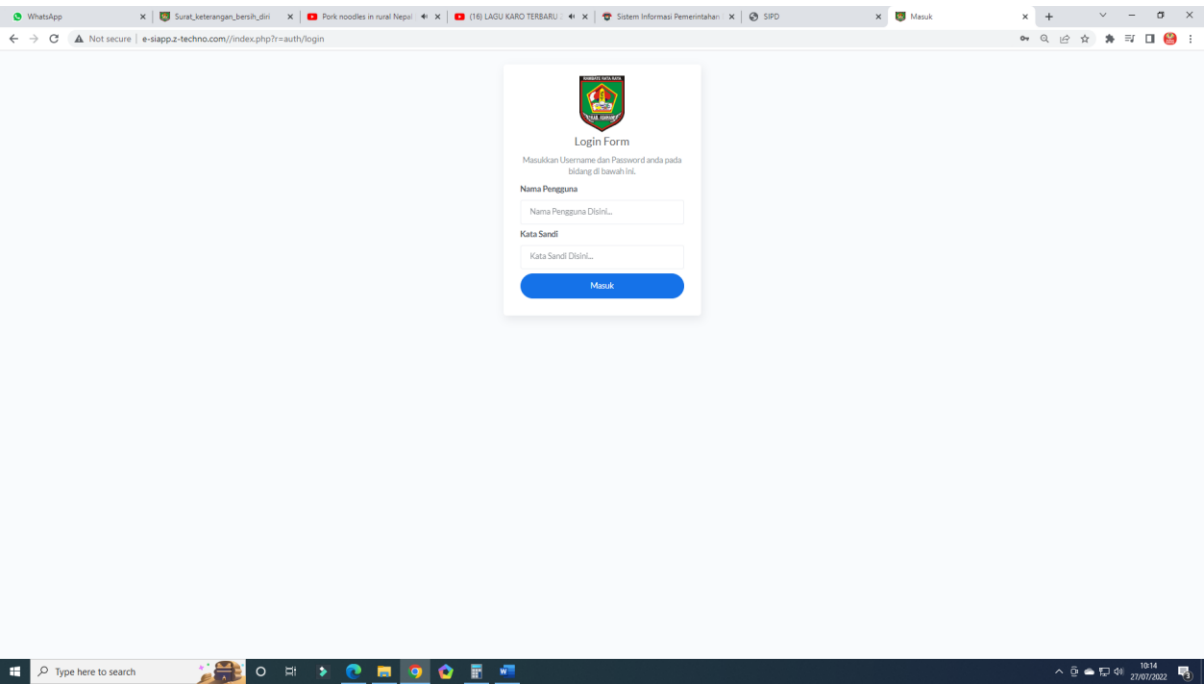 WhatsApp
Surat_keterangan_bersih_diri
Pork noodles in rural Nepal
(16) LAGU KARO TERBARU
Sistem Informasi Pemerintahan
SIPD
Masuk
Not secure
e-siapp.z-techno.com//index.php?r=auth/login
Login Form
Masukkan Username dan Password anda pada
bidang di bawah ini.
Nama Pengguna
Nama Pengguna Disini...
Kata Sandi
Kata Sandi Disini...
Masuk
Type here to search
10:14
27/07/2022